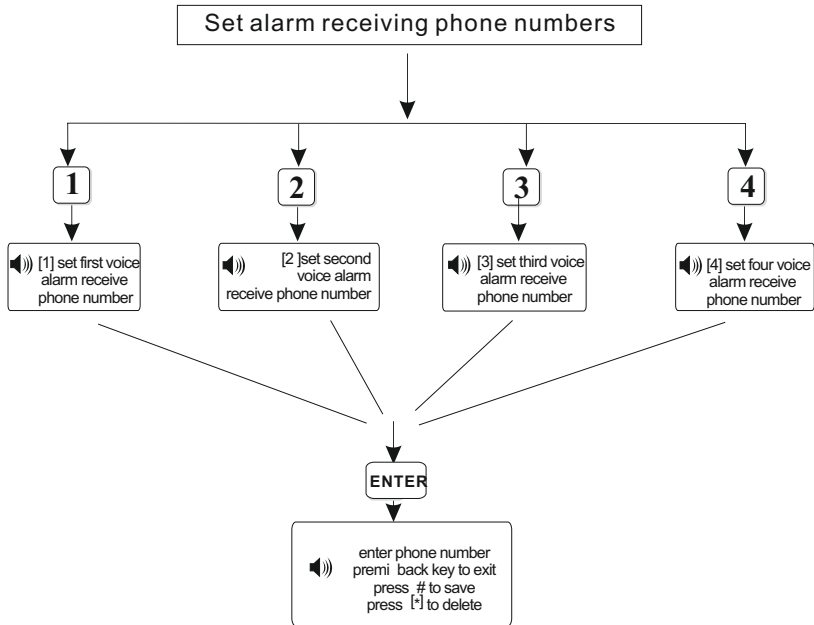 Set alarm receiving phone numbers
1
2
3
4
[1] set first voice
alarm receive
phone number
[2 ]set second
voice alarm
receive phone number
[3] set third voice
alarm receive
phone number
[4] set four voice
alarm receive
phone number
ENTER
enter phone number
premi back key to exit
press # to save
press [*] to delete